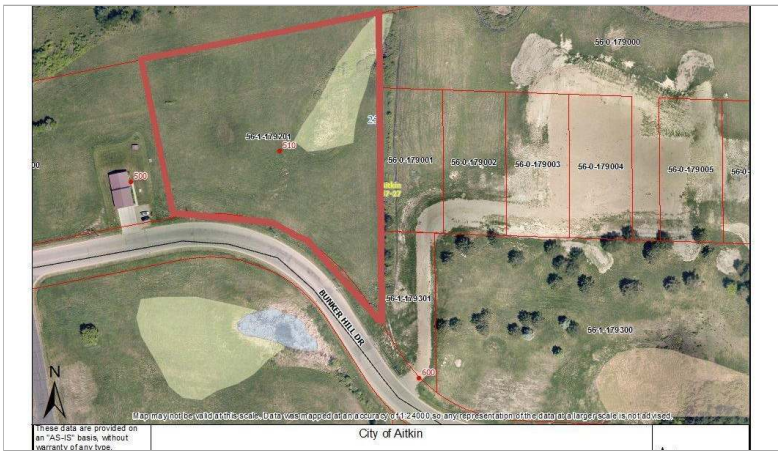 56-0-179000
56-1-179201
510
56-0-179001
56-0-179002
56-0-179003
56-0-179004
56-0-179005
56-0-
500
Aitkin
56-1-179301
BUNKER HILL DR
56-1-179300
600
N
Map may not be valid at this scale. Data was mapped at an accuracy of 1:24000 so any representation of the data at a larger scale is not advised.
These data are provided on
an "AS-IS" basis, without
warranty of any type,
City of Aitkin